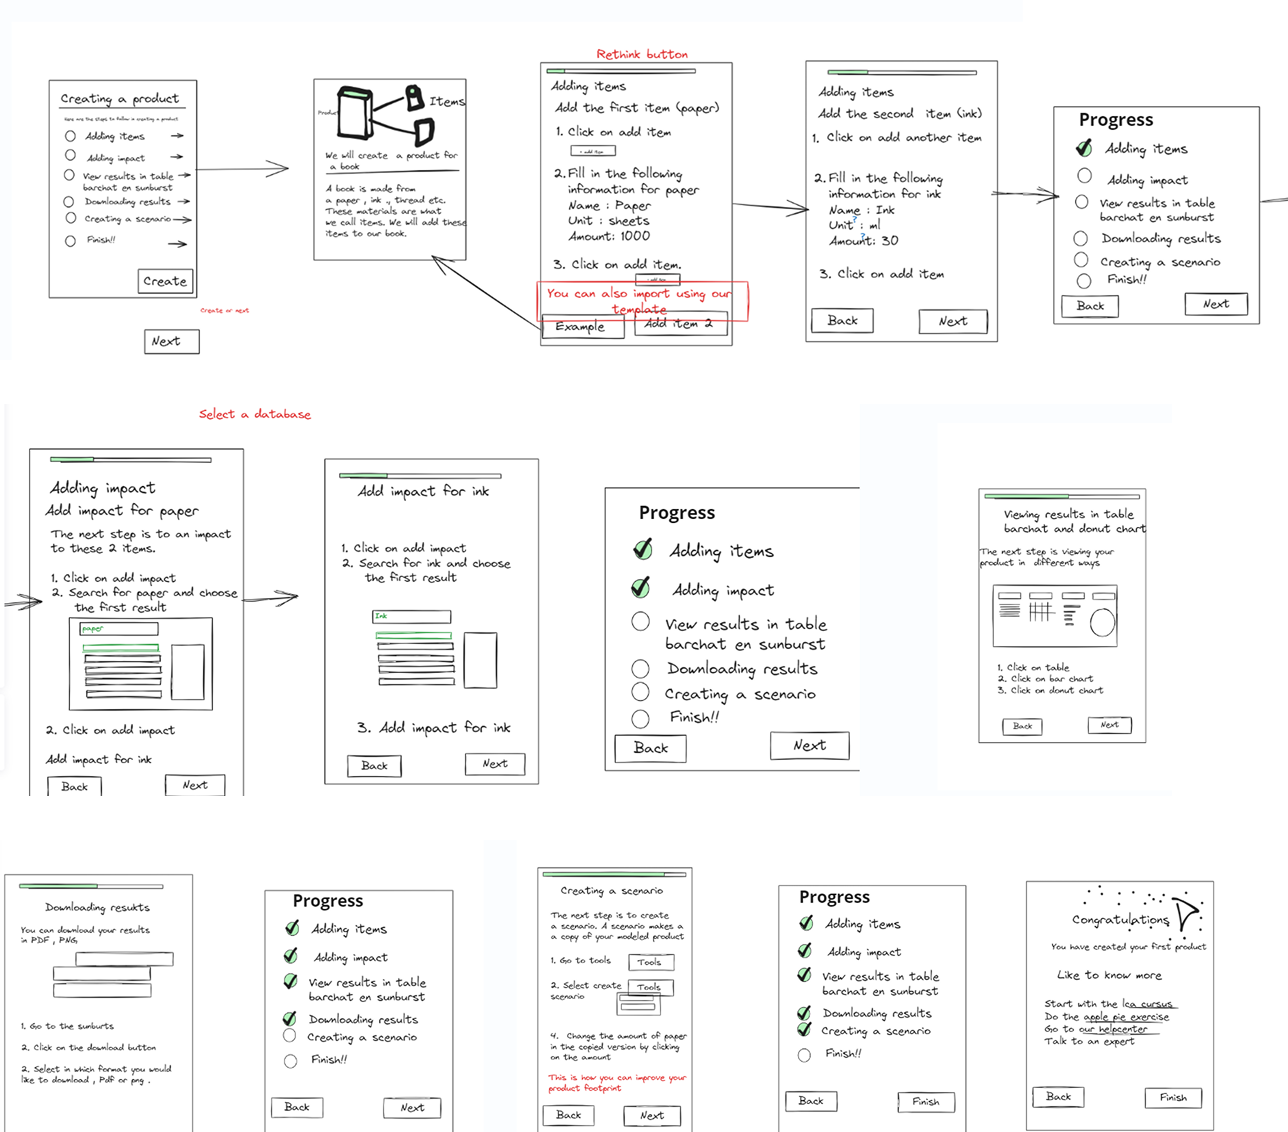 Creating a product
Here are the steps to follow in creating a product
Adding items
Adding impact
View results in table
barchat en sunburst
Downloading results
Creating a scenario
Finish!!
Create
Create or next
Next
Product
Items
We will create a product for
a book
A book is made from
a paper , ink ., thread etc.
These materials are what
we call items. We will add these
items to our book.
Rethink button
Adding items
Add the first item (paper)
1. Click on add item
+ add item
2. Fill in the following
information for paper
Name : Paper
Unit : sheets
Amount: 1000
3. Click on add item.
+ add item
You can also import using our
template
Example
Add item 2
Adding items
Add the second item (ink)
1. Click on add another item
2. Fill in the following
information for ink
Name : Ink
Unit ? : ml
Amount: ? 30
3. Click on add item
Back
Next
Progress
Adding items
Adding impact
View results in table
barchat en sunburst
Downloading results
Creating a scenario
Finish!!
Back
Next
Select a database
Adding impact
Add impact for paper
The next step is to an impact
to these 2 items.
1. Click on add impact
2. Search for paper and choose
the first result
paper
2. Click on add impact
Add impact for ink
Back
Next
Add impact for ink
1. Click on add impact
2. Search for ink and choose
the first result
Ink
3. Add impact for ink
Back
Next
Progress
Adding items
Adding impact
View results in table
barchat en sunburst
Downloading results
Creating a scenario
Finish!!
Back
Next
Viewing results in table
barchat and donut chart
The next step is viewing your
product in different ways
1. Click on table
2. Click on bar chart
3. Click on donut chart
Back
Next
Downloading resukts
You can download your results
in PDF , PNG
1. Go to the sunburts
2. Click on the download button
2. Select in which format you would
like to download , Pdf or png .
Progress
Adding items
Adding impact
View results in table
barchat en sunburst
Downloading results
Creating a scenario
Finish!!
Back
Next
Creating a scenario
The next step is to create
a scenario. A scenario makes a
a copy of your modeled product
1. Go to tools
Tools
2. Select create
scenario
Tools
4. Change the amount of paper
in the copied version by clicking
on the amount
This is how you can improve your
product footprint
Back
Next
Progress
Adding items
Adding impact
View results in table
barchat en sunburst
Downloading results
Creating a scenario
Finish!!
Back
Finish
Congratulations
You have created your first product
Like to know more
Start with the lca cursus
Do the apple pie exercise
Go to our helpcenter
Talk to an expert
Back
Finish